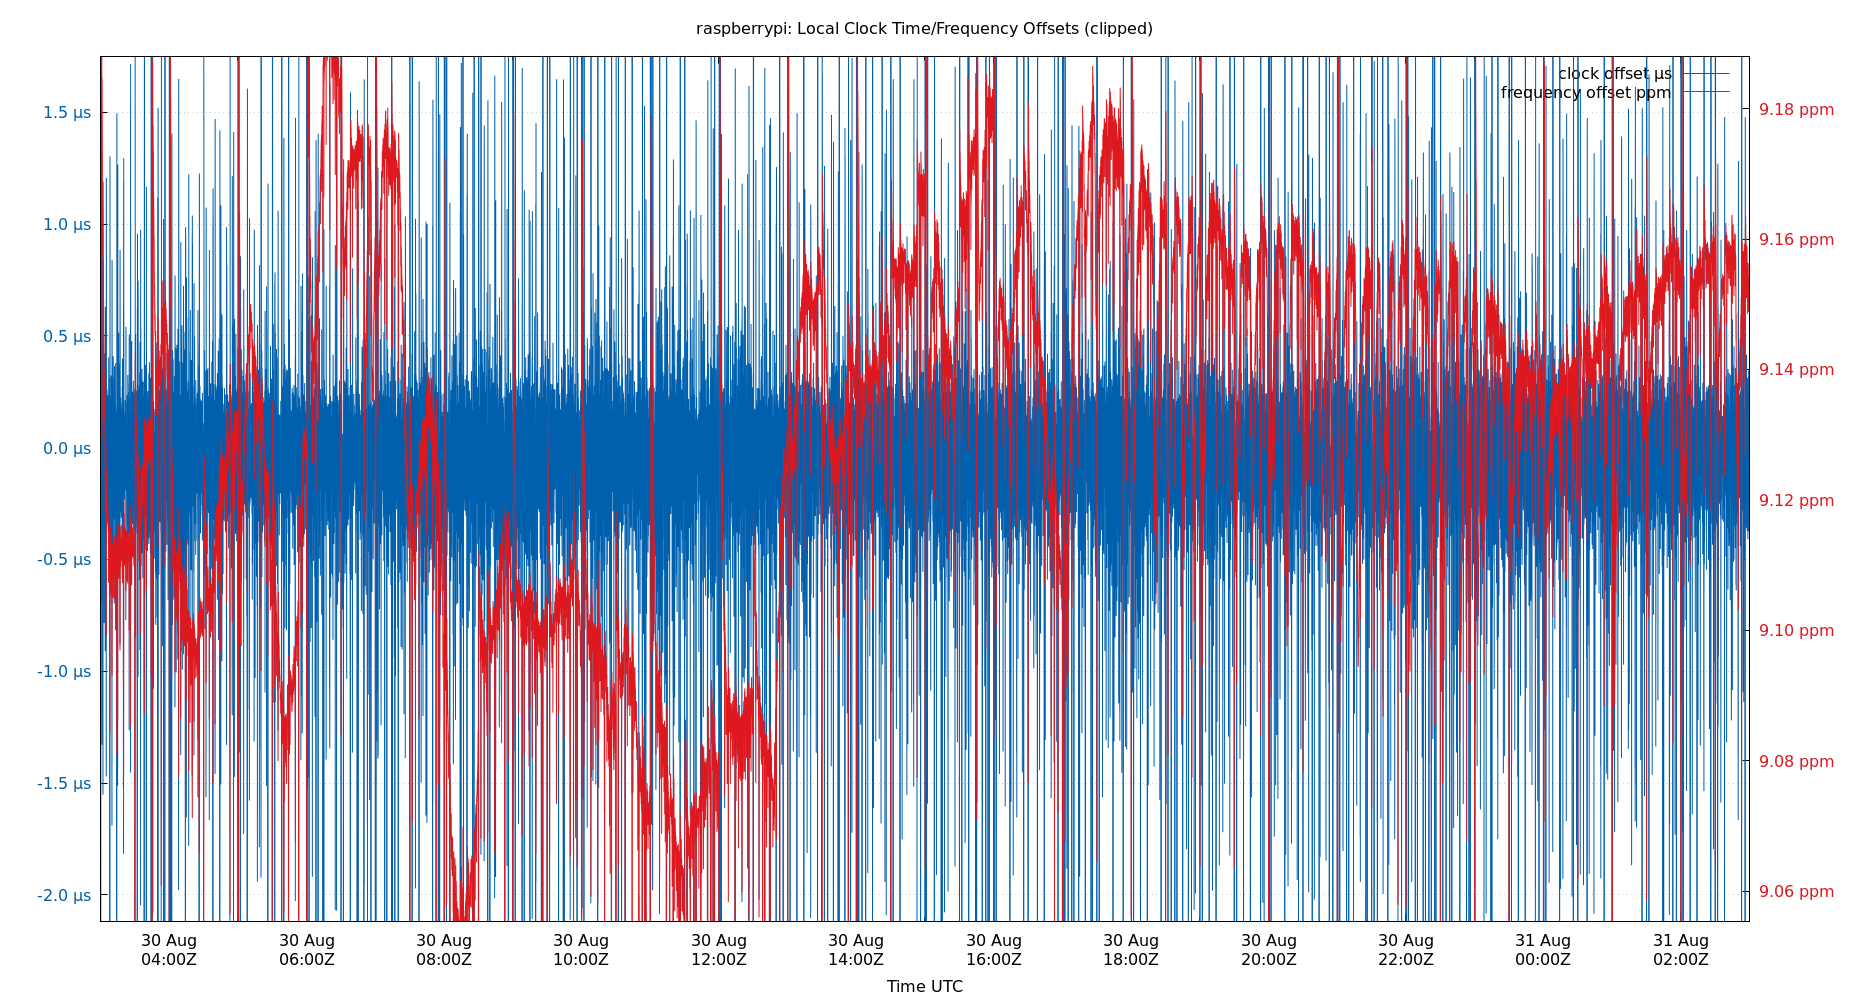 raspberrypi: Local Clock Time/Frequency Offsets (clipped)
clock offset µs
frequency offset ppm
1.5 µs
1.0 µs
0.5 µs
0.0 µs
-0.5 µs
-1.0 µs
-1.5 µs
-2.0 µs
9.18 ppm
9.16 ppm
9.14 ppm
9.12 ppm
9.10 ppm
9.08 ppm
9.06 ppm
30 Aug 30 Aug 30 Aug 30 Aug 30 Aug 30 Aug 30 Aug 30 Aug 30 Aug 30 Aug 31 Aug 31 Aug
04:00Z 06:00Z 08:00Z 10:00Z 12:00Z 14:00Z 16:00Z 18:00Z 20:00Z 22:00Z 00:00Z 02:00Z
Time UTC